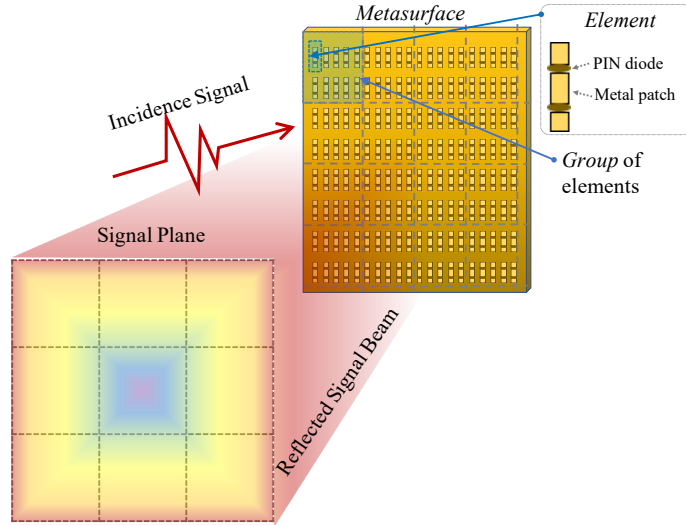 Metasurface
Element
PIN diode
Metal patch
Incidence Signal
Group of
elements
Signal Plane
Reflected Signal Beam